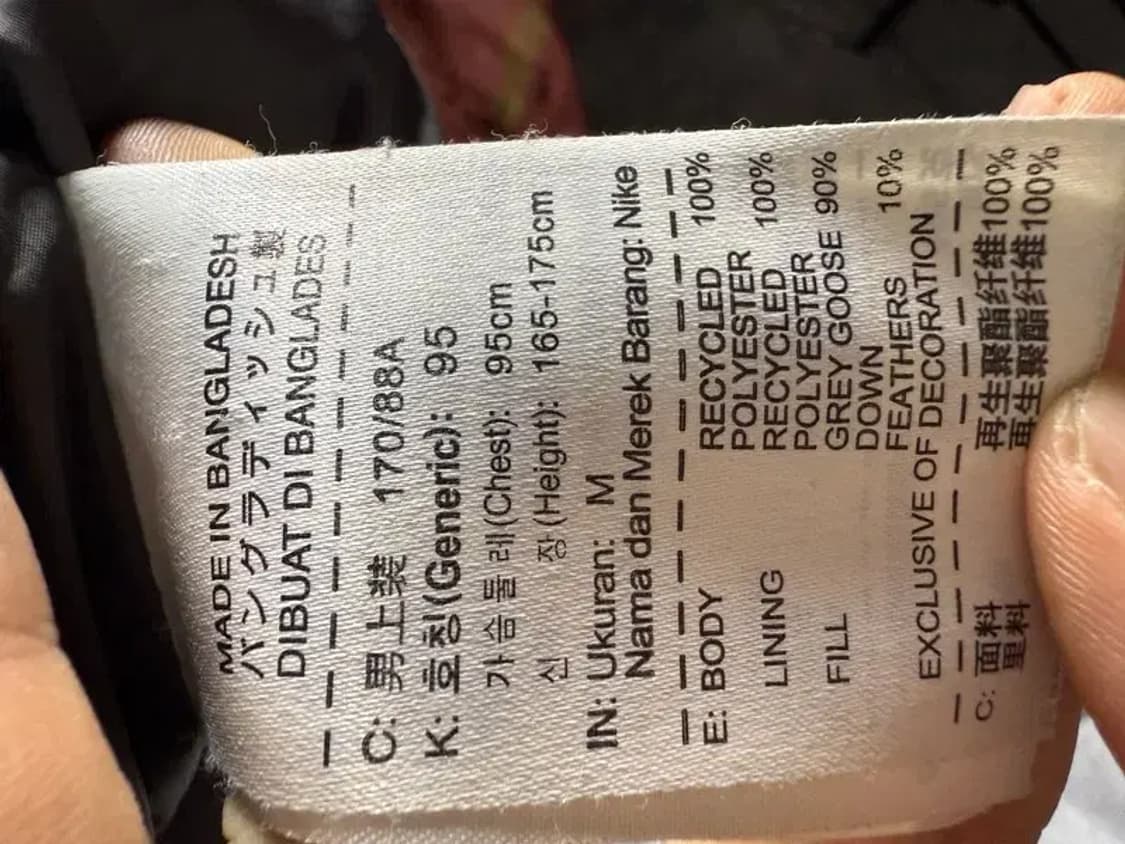 MADE IN BANGLADESH
バングラディッシュ製
DIBUAT DI BANGLADES
C: 男上装 170/88A
K: 호칭(Generic): 95
가슴둘레(Chest): 95cm
신 장(Height): 165-175cm
IN: Ukuran: M
Nama dan Merek Barang: Nike
E: BODY RECYCLED 100%
POLYESTER
LINING RECYCLED 100%
POLYESTER
FILL GREY GOOSE 90%
DOWN
FEATHERS 10%
EXCLUSIVE OF DECORATION
C: 面料 再生聚酯纤维100%
里料 再生聚酯纤维100%